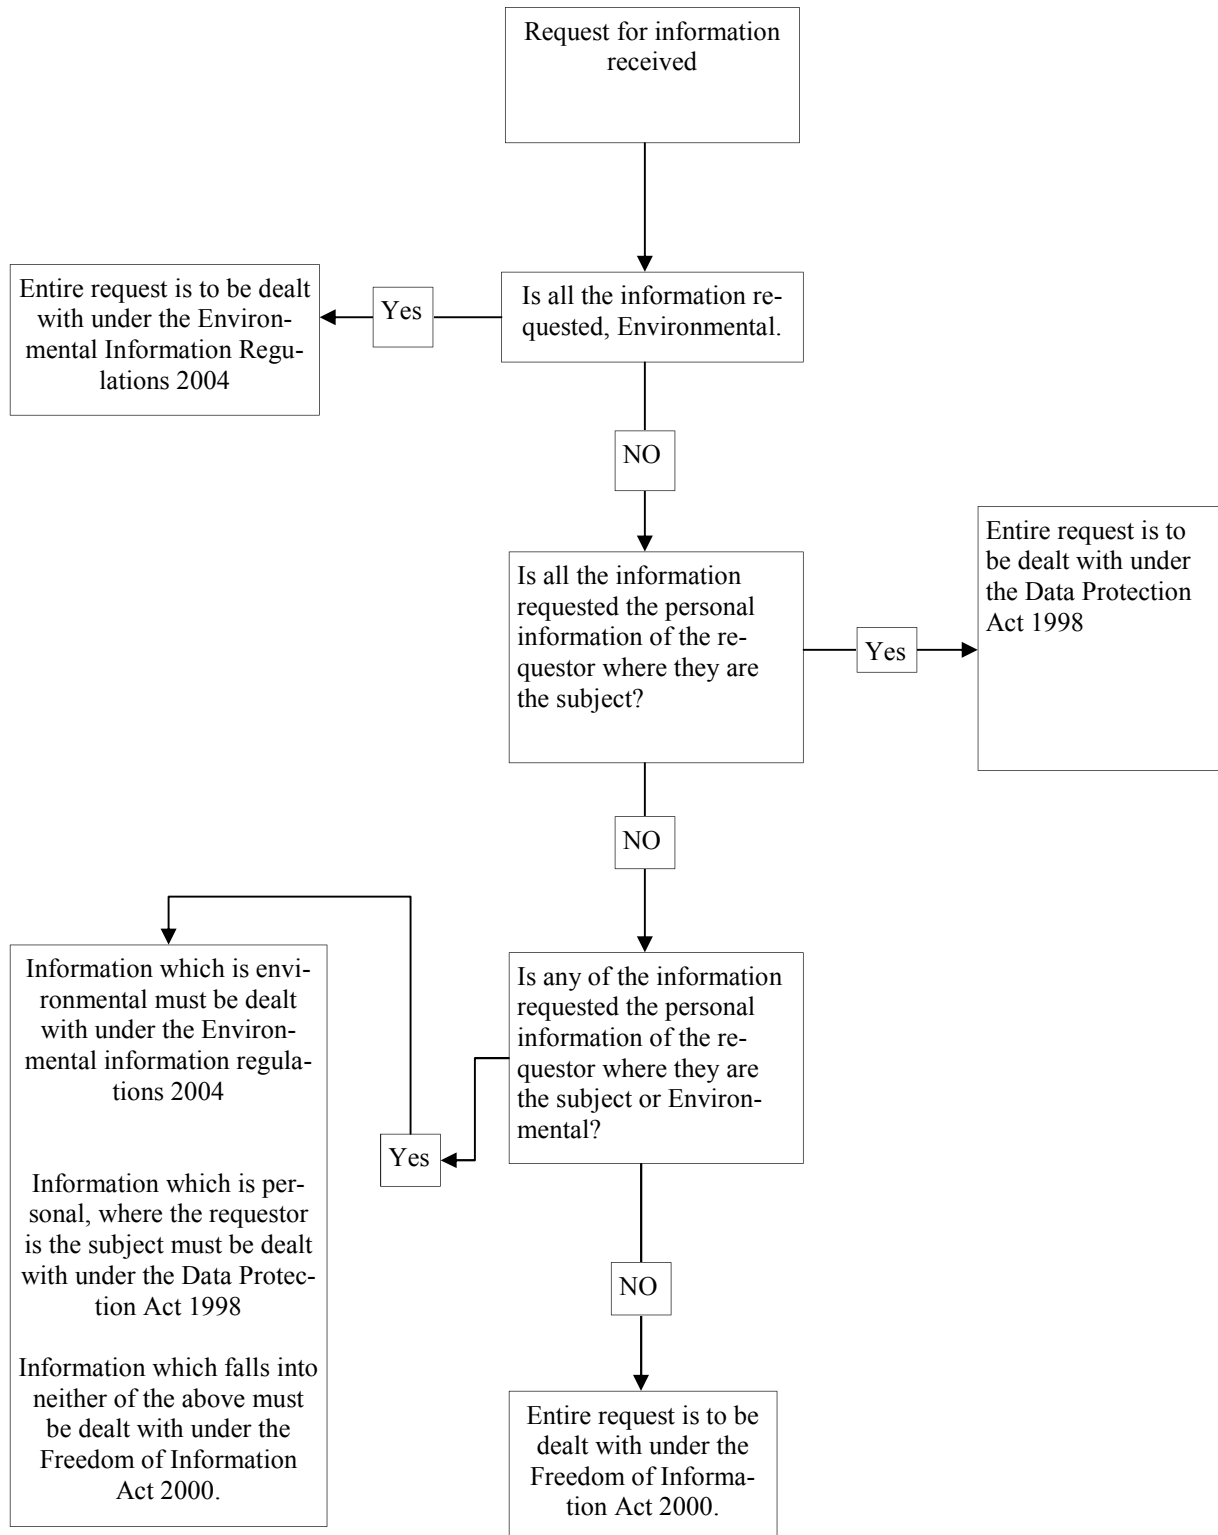 Request for information
received
Is all the information re-
quested, Environmental.
Yes
Entire request is to be dealt
with under the Environ-
mental Information Regu-
lations 2004
NO
Is all the information
requested the personal
information of the re-
questor where they are
the subject?
Yes
Entire request is to
be dealt with under
the Data Protection
Act 1998
NO
Is any of the information
requested the personal
information of the re-
questor where they are
the subject or Environ-
mental?
Yes
Information which is envi-
ronmental must be dealt
with under the Environ-
mental information regula-
tions 2004
Information which is per-
sonal, where the requestor
is the subject must be dealt
with under the Data Protec-
tion Act 1998
Information which falls into
neither of the above must
be dealt with under the
Freedom of Information
Act 2000.
NO
Entire request is to be
dealt with under the
Freedom of Informa-
tion Act 2000.